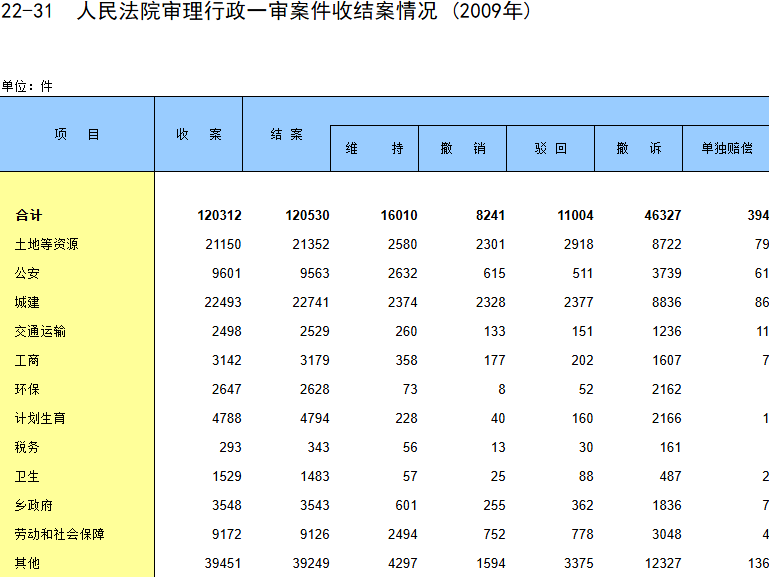 22-31 人民法院审理行政一审案件收结案情况 (2009年)
单位：件
项 目 收 案 结 案 维 持 撤 销 驳 回 撤 诉 单独赔偿
合计 120312 120530 16010 8241 11004 46327 394
土地等资源 21150 21352 2580 2301 2918 8722 79
公安 9601 9563 2632 615 511 3739 61
城建 22493 22741 2374 2328 2377 8836 86
交通运输 2498 2529 260 133 151 1236 11
工商 3142 3179 358 177 202 1607 7
环保 2647 2628 73 8 52 2162
计划生育 4788 4794 228 40 160 2166 1
税务 293 343 56 13 30 161
卫生 1529 1483 57 25 88 487 2
乡政府 3548 3543 601 255 362 1836 7
劳动和社会保障 9172 9126 2494 752 778 3048 4
其他 39451 39249 4297 1594 3375 12327 136